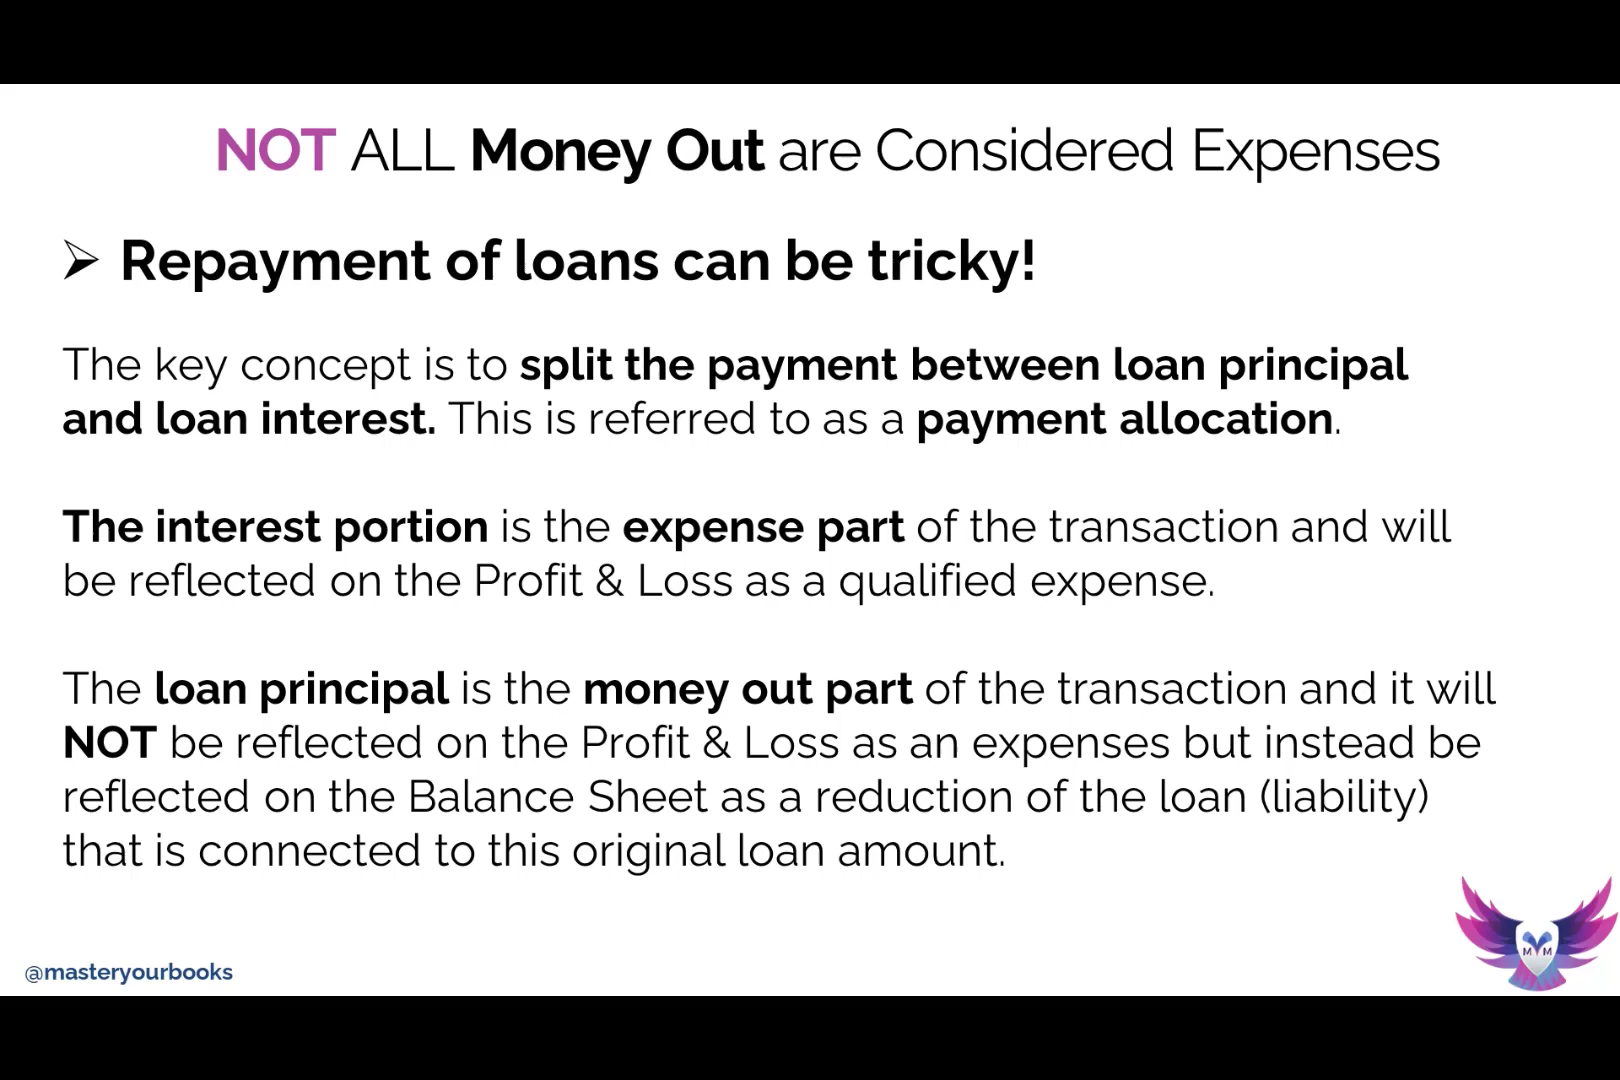 NOT ALL Money Out are Considered Expenses
➢ Repayment of loans can be tricky!
The key concept is to split the payment between loan principal
and loan interest. This is referred to as a payment allocation.
The interest portion is the expense part of the transaction and will
be reflected on the Profit & Loss as a qualified expense.
The loan principal is the money out part of the transaction and it will
NOT be reflected on the Profit & Loss as an expenses but instead be
reflected on the Balance Sheet as a reduction of the loan (liability)
that is connected to this original loan amount.
@masteryourbooks
MYM